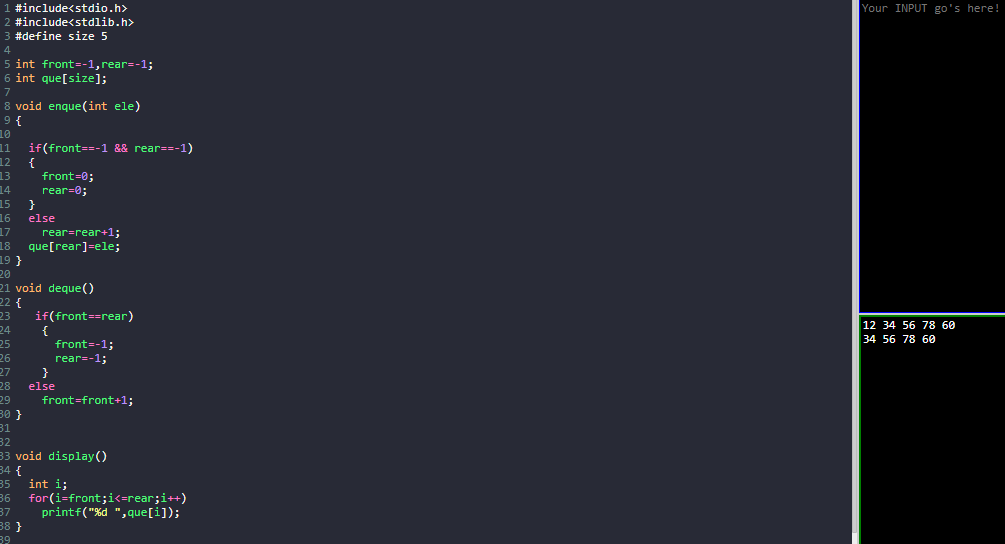 1 #include<stdio.h>
2 #include<stdlib.h>
3 #define size 5
4
5 int front=-1,rear=-1;
6 int que[size];
7
8 void enque(int ele)
9 {
10
11 if(front==-1 && rear==-1)
12 {
13 front=0;
14 rear=0;
15 }
16 else
17 rear=rear+1;
18 que[rear]=ele;
19 }
20
21 void deque()
22 {
23 if(front==rear)
24 {
25 front=-1;
26 rear=-1;
27 }
28 else
29 front=front+1;
30 }
31
32
33 void display()
34 {
35 int i;
36 for(i=front;i<=rear;i++)
37 printf("%d ",que[i]);
38 }
39
Your INPUT go's here!
12 34 56 78 60
34 56 78 60